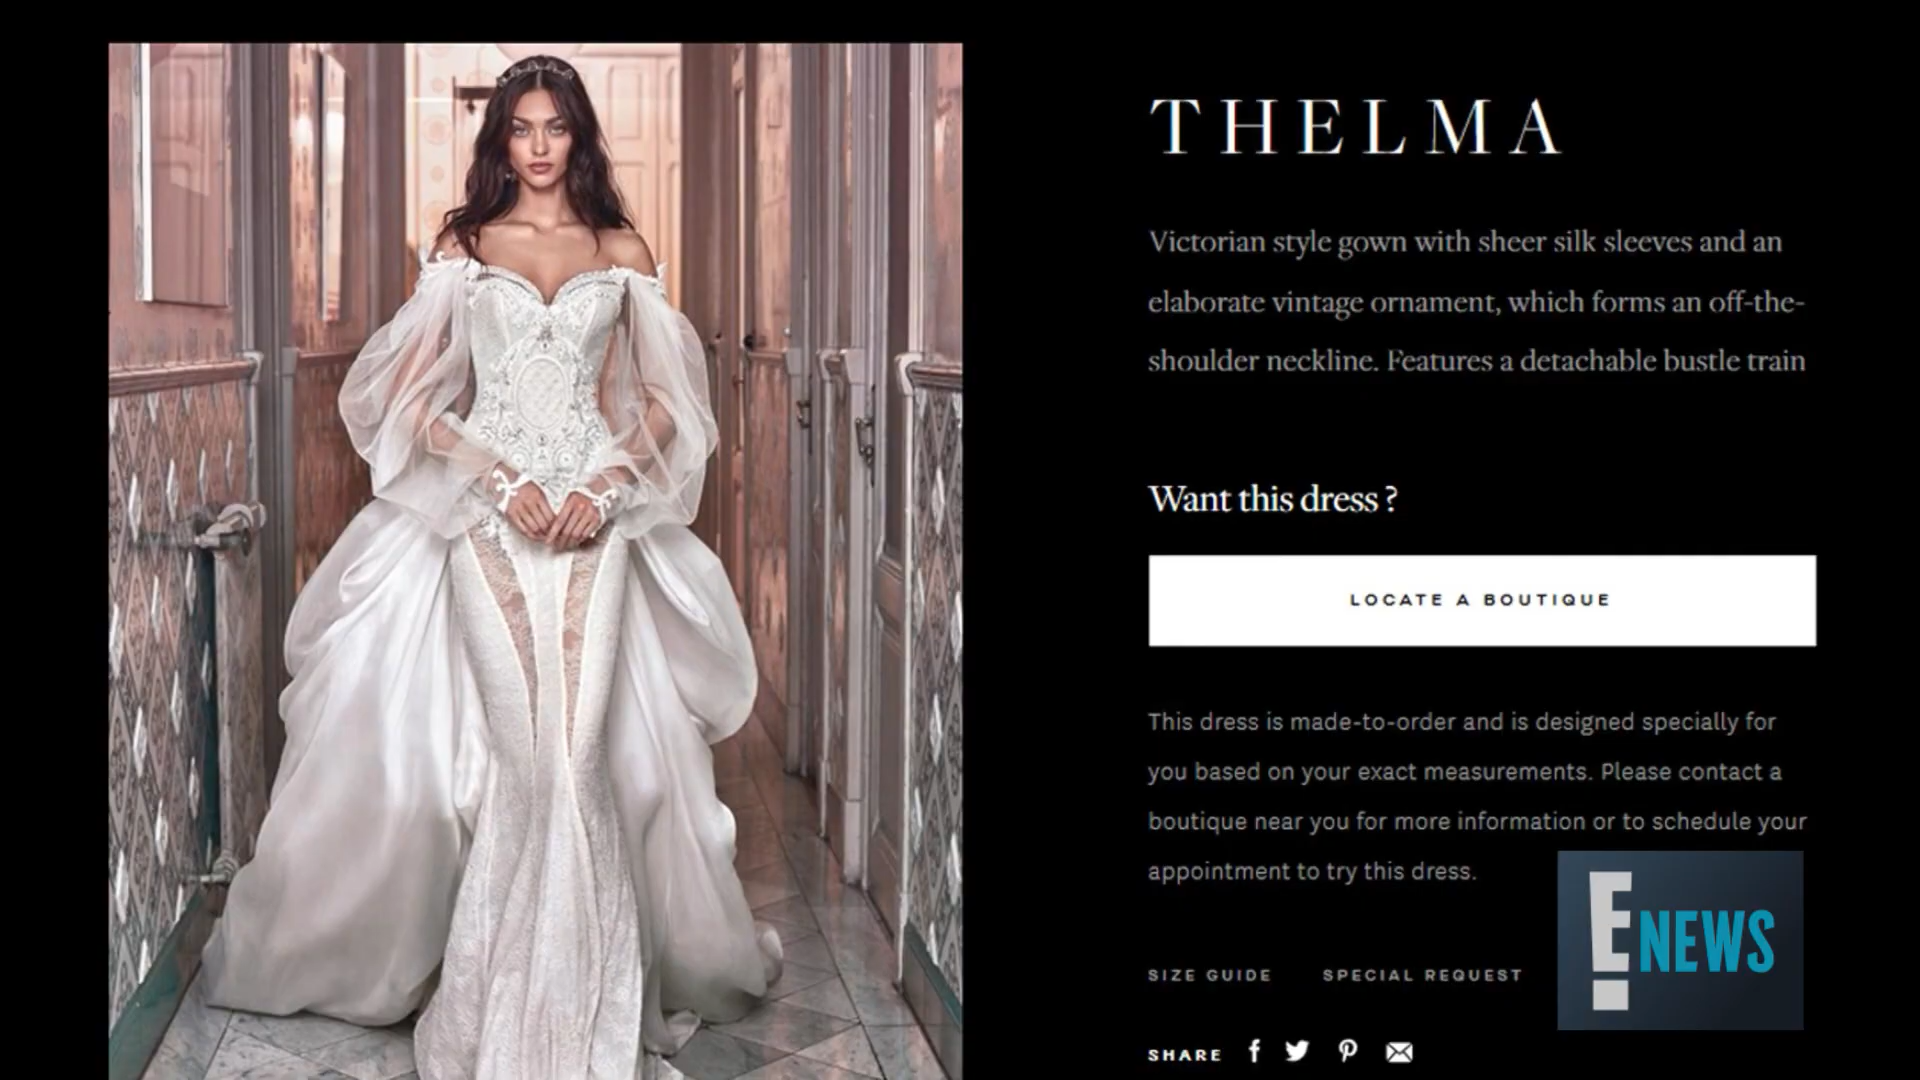 THELMA
Victorian style gown with sheer silk sleeves and an
elaborate vintage ornament, which forms an off-the-
shoulder neckline. Features a detachable bustle train
Want this dress ?
LOCATE A BOUTIQUE
This dress is made-to-order and is designed specially for
you based on your exact measurements. Please contact a
boutique near you for more information or to schedule your
appointment to try this dress.
SIZE GUIDE SPECIAL REQUEST
E! NEWS
SHARE